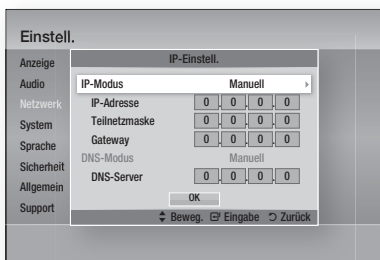 Einstell.
Anzeige
Audio
Netzwerk
System
Sprache
Sicherheit
Allgemein
Support
IP-Einstell.
IP-Modus Manuell
IP-Adresse 0 . 0 . 0 . 0
Teilnetzmaske 0 . 0 . 0 . 0
Gateway 0 . 0 . 0 . 0
DNS-Modus Manuell
DNS-Server 0 . 0 . 0 . 0
OK
Beweg. Eingabe Zurück